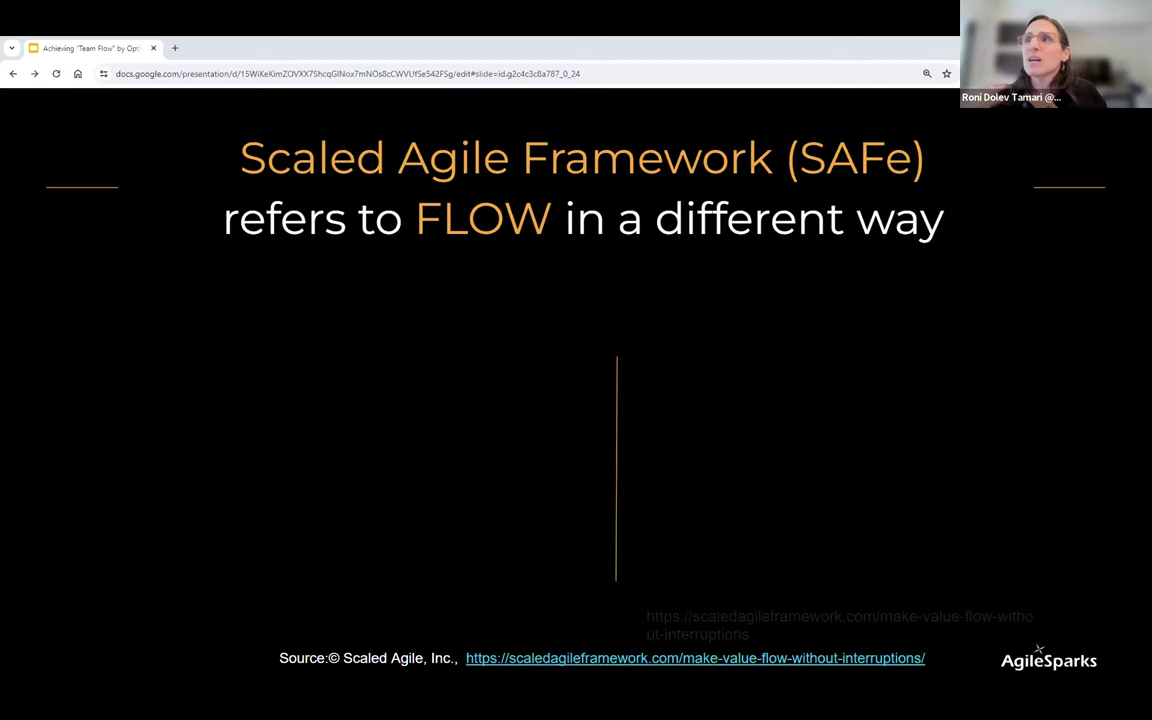 Achieving "Team Flow" by Opti
docs.google.com/presentation/d/15WiKeKimZOVXX7ShcqGlNox7mNOs8cCWVUfSe542FSg/edit#slide=id.g2c4c3c8a787_0_24
Roni Dolev Tamari @...
Scaled Agile Framework (SAFe)
refers to FLOW in a different way
https://scaledagileframework.com/make-value-flow-witho
ut-interruptions
Source:© Scaled Agile, Inc., https://scaledagileframework.com/make-value-flow-without-interruptions/
AgileSparks